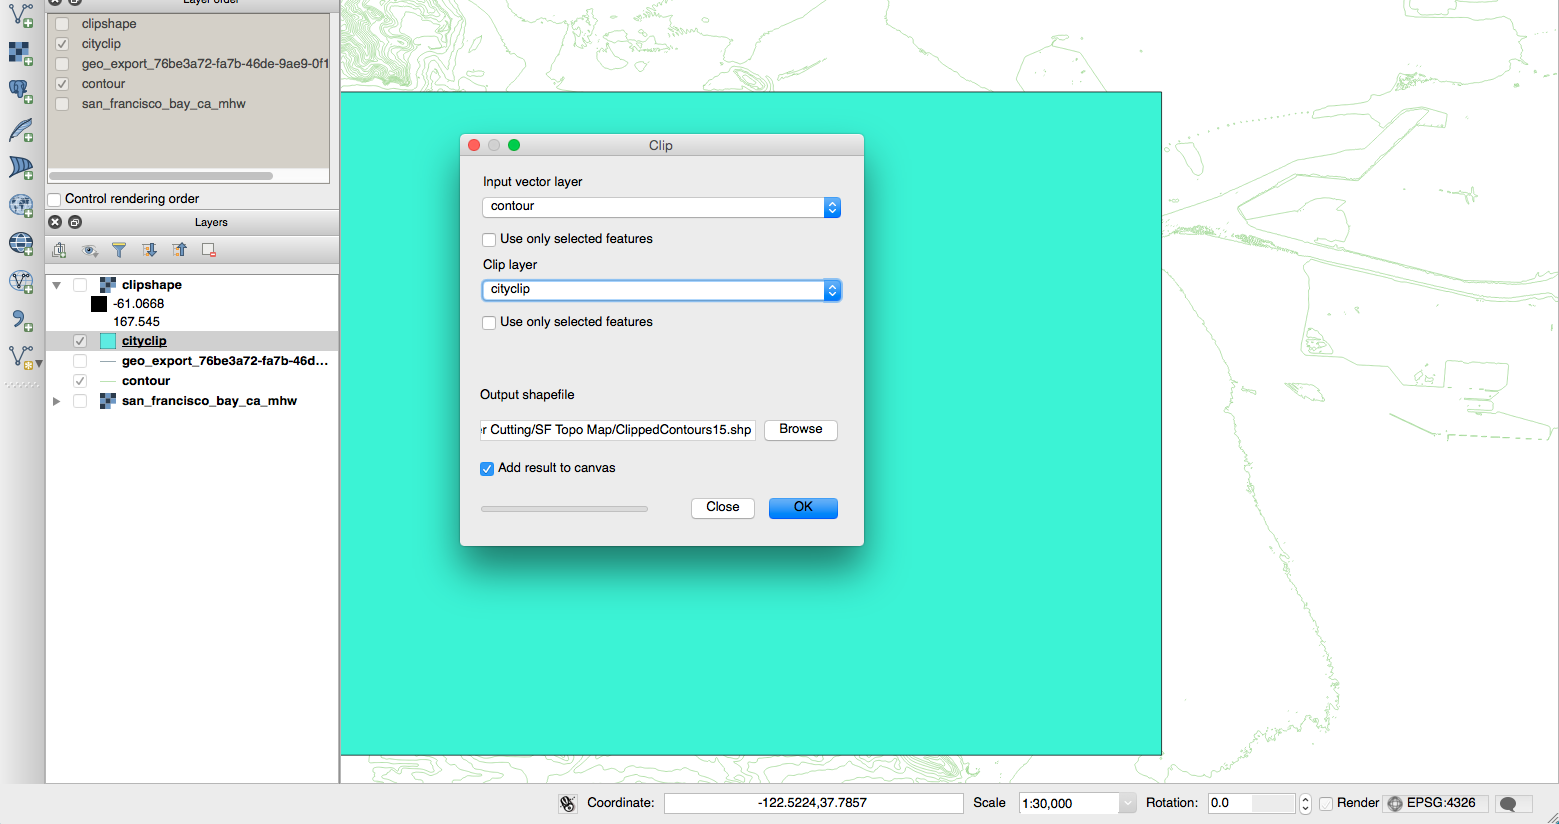 Layer order
clipshape
cityclip
geo_export_76be3a72-fa7b-46de-9ae9-0f1
contour
san_francisco_bay_ca_mhw
Control rendering order
Layers
clipshape
-61.0668
167.545
cityclip
geo_export_76be3a72-fa7b-46d...
contour
san_francisco_bay_ca_mhw
Clip
Input vector layer
contour
Use only selected features
Clip layer
cityclip
Use only selected features
Output shapefile
er Cutting/SF Topo Map/ClippedContours15.shp Browse
Add result to canvas
Close OK
Coordinate: -122.5224,37.7857 Scale 1:30,000 Rotation: 0.0 Render EPSG:4326